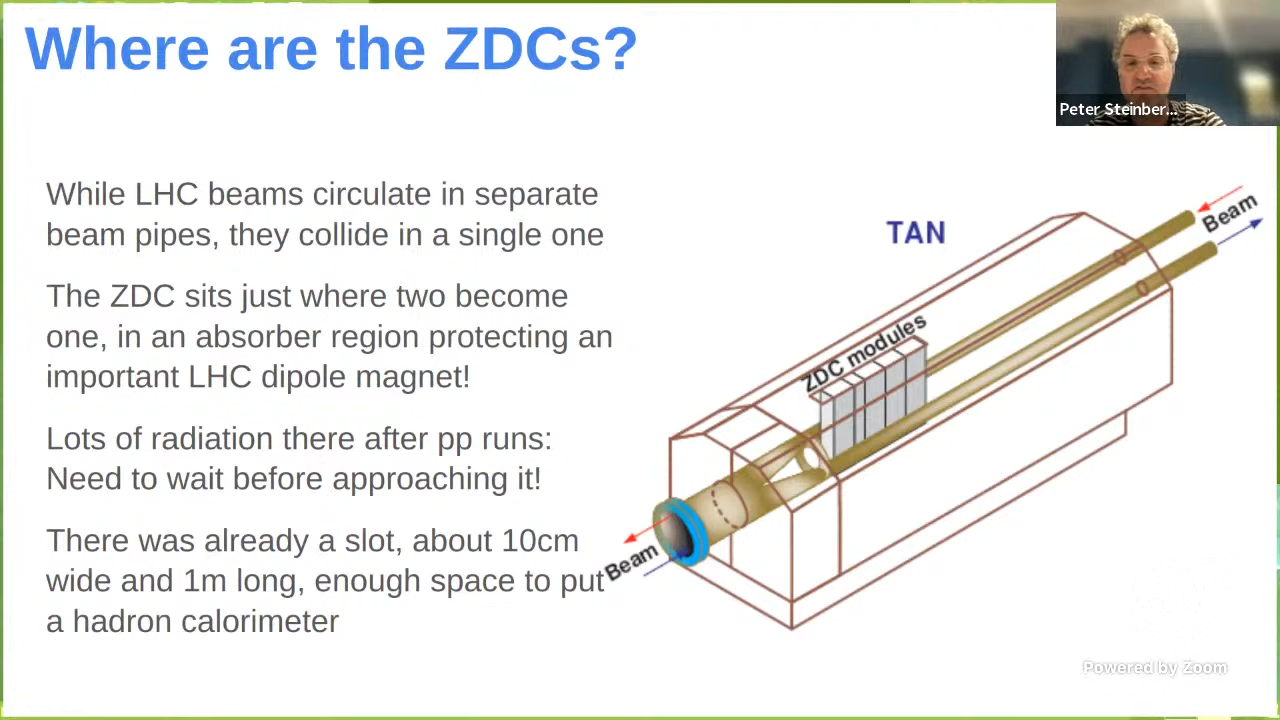 Where are the ZDCs?
Peter Steinber...
While LHC beams circulate in separate
beam pipes, they collide in a single one
The ZDC sits just where two become
one, in an absorber region protecting an
important LHC dipole magnet!
Lots of radiation there after pp runs:
Need to wait before approaching it!
There was already a slot, about 10cm
wide and 1m long, enough space to put
a hadron calorimeter
TAN
Beam
ZDC modules
Beam
Powered by Zoom